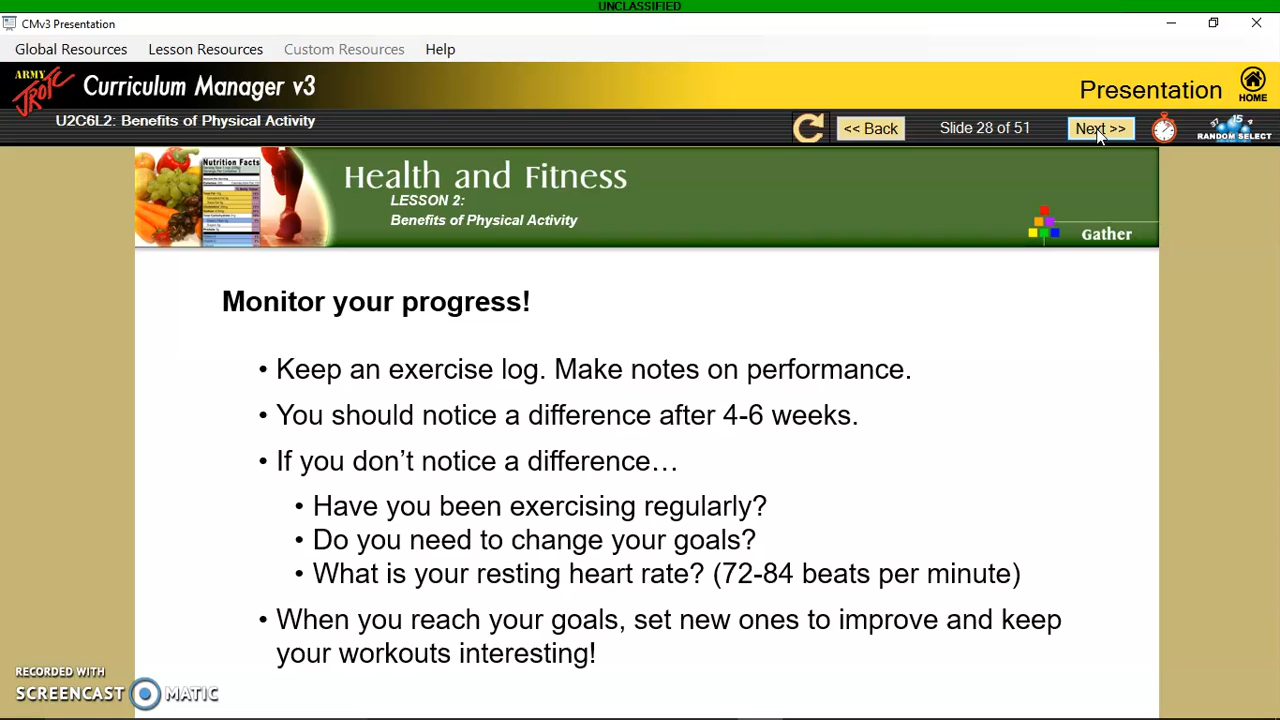 UNCLASSIFIED
CMv3 Presentation
Global Resources Lesson Resources Custom Resources Help
ARMY JROTC Curriculum Manager v3 Presentation HOME
U2C6L2: Benefits of Physical Activity << Back Slide 28 of 51 Next >> 37 15 4 RANDOM SELECT
Nutrition Facts
Health and Fitness
LESSON 2:
Benefits of Physical Activity
Gather
Monitor your progress!
• Keep an exercise log. Make notes on performance.
• You should notice a difference after 4-6 weeks.
• If you don’t notice a difference…
• Have you been exercising regularly?
• Do you need to change your goals?
• What is your resting heart rate? (72-84 beats per minute)
• When you reach your goals, set new ones to improve and keep
your workouts interesting!
RECORDED WITH
SCREENCAST MATIC